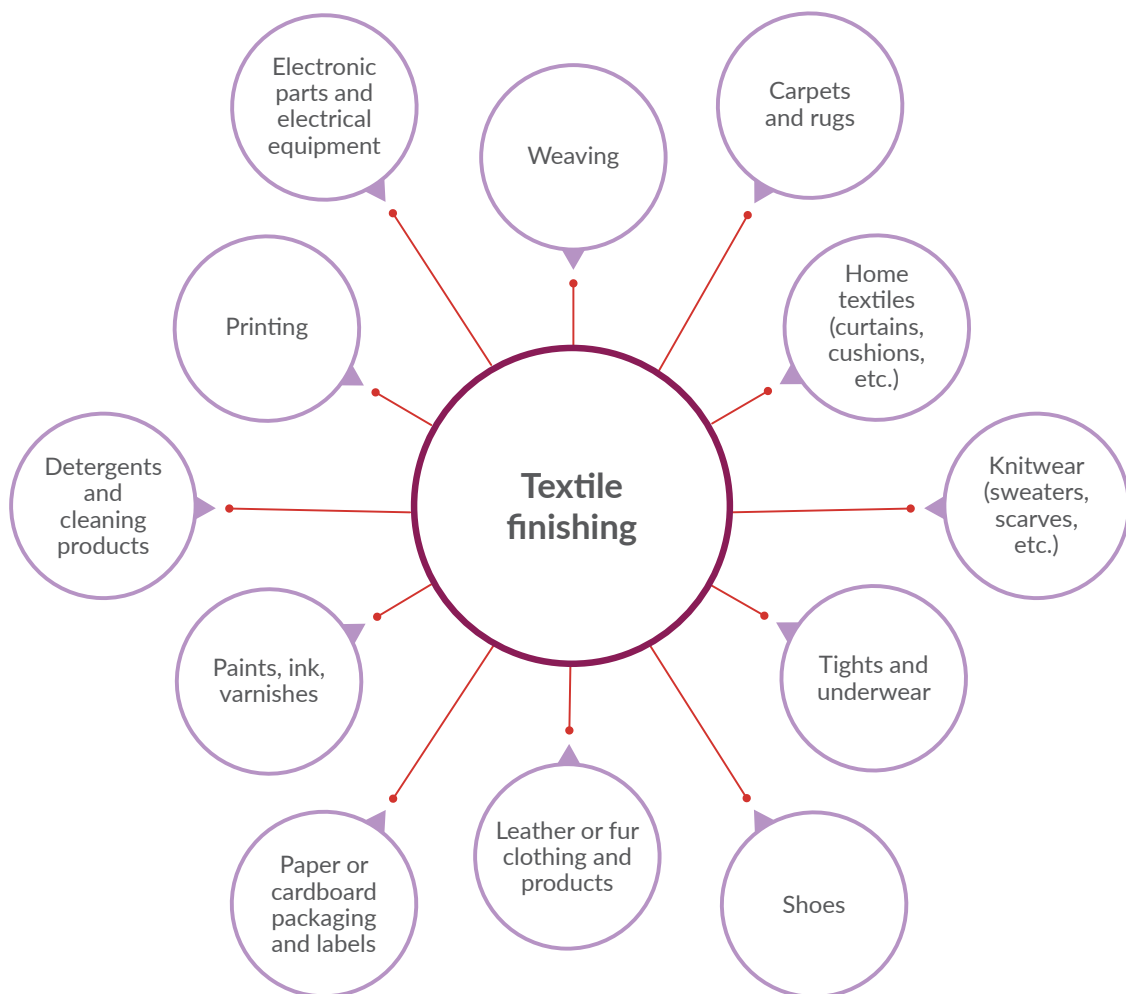 Electronic
parts and
electrical
equipment
Weaving
Carpets
and rugs
Printing
Home
textiles
(curtains,
cushions,
etc.)
Detergents
and
cleaning
products
Textile
finishing
Knitwear
(sweaters,
scarves,
etc.)
Paints, ink,
varnishes
Tights and
underwear
Paper or
cardboard
packaging
and labels
Leather or fur
clothing and
products
Shoes